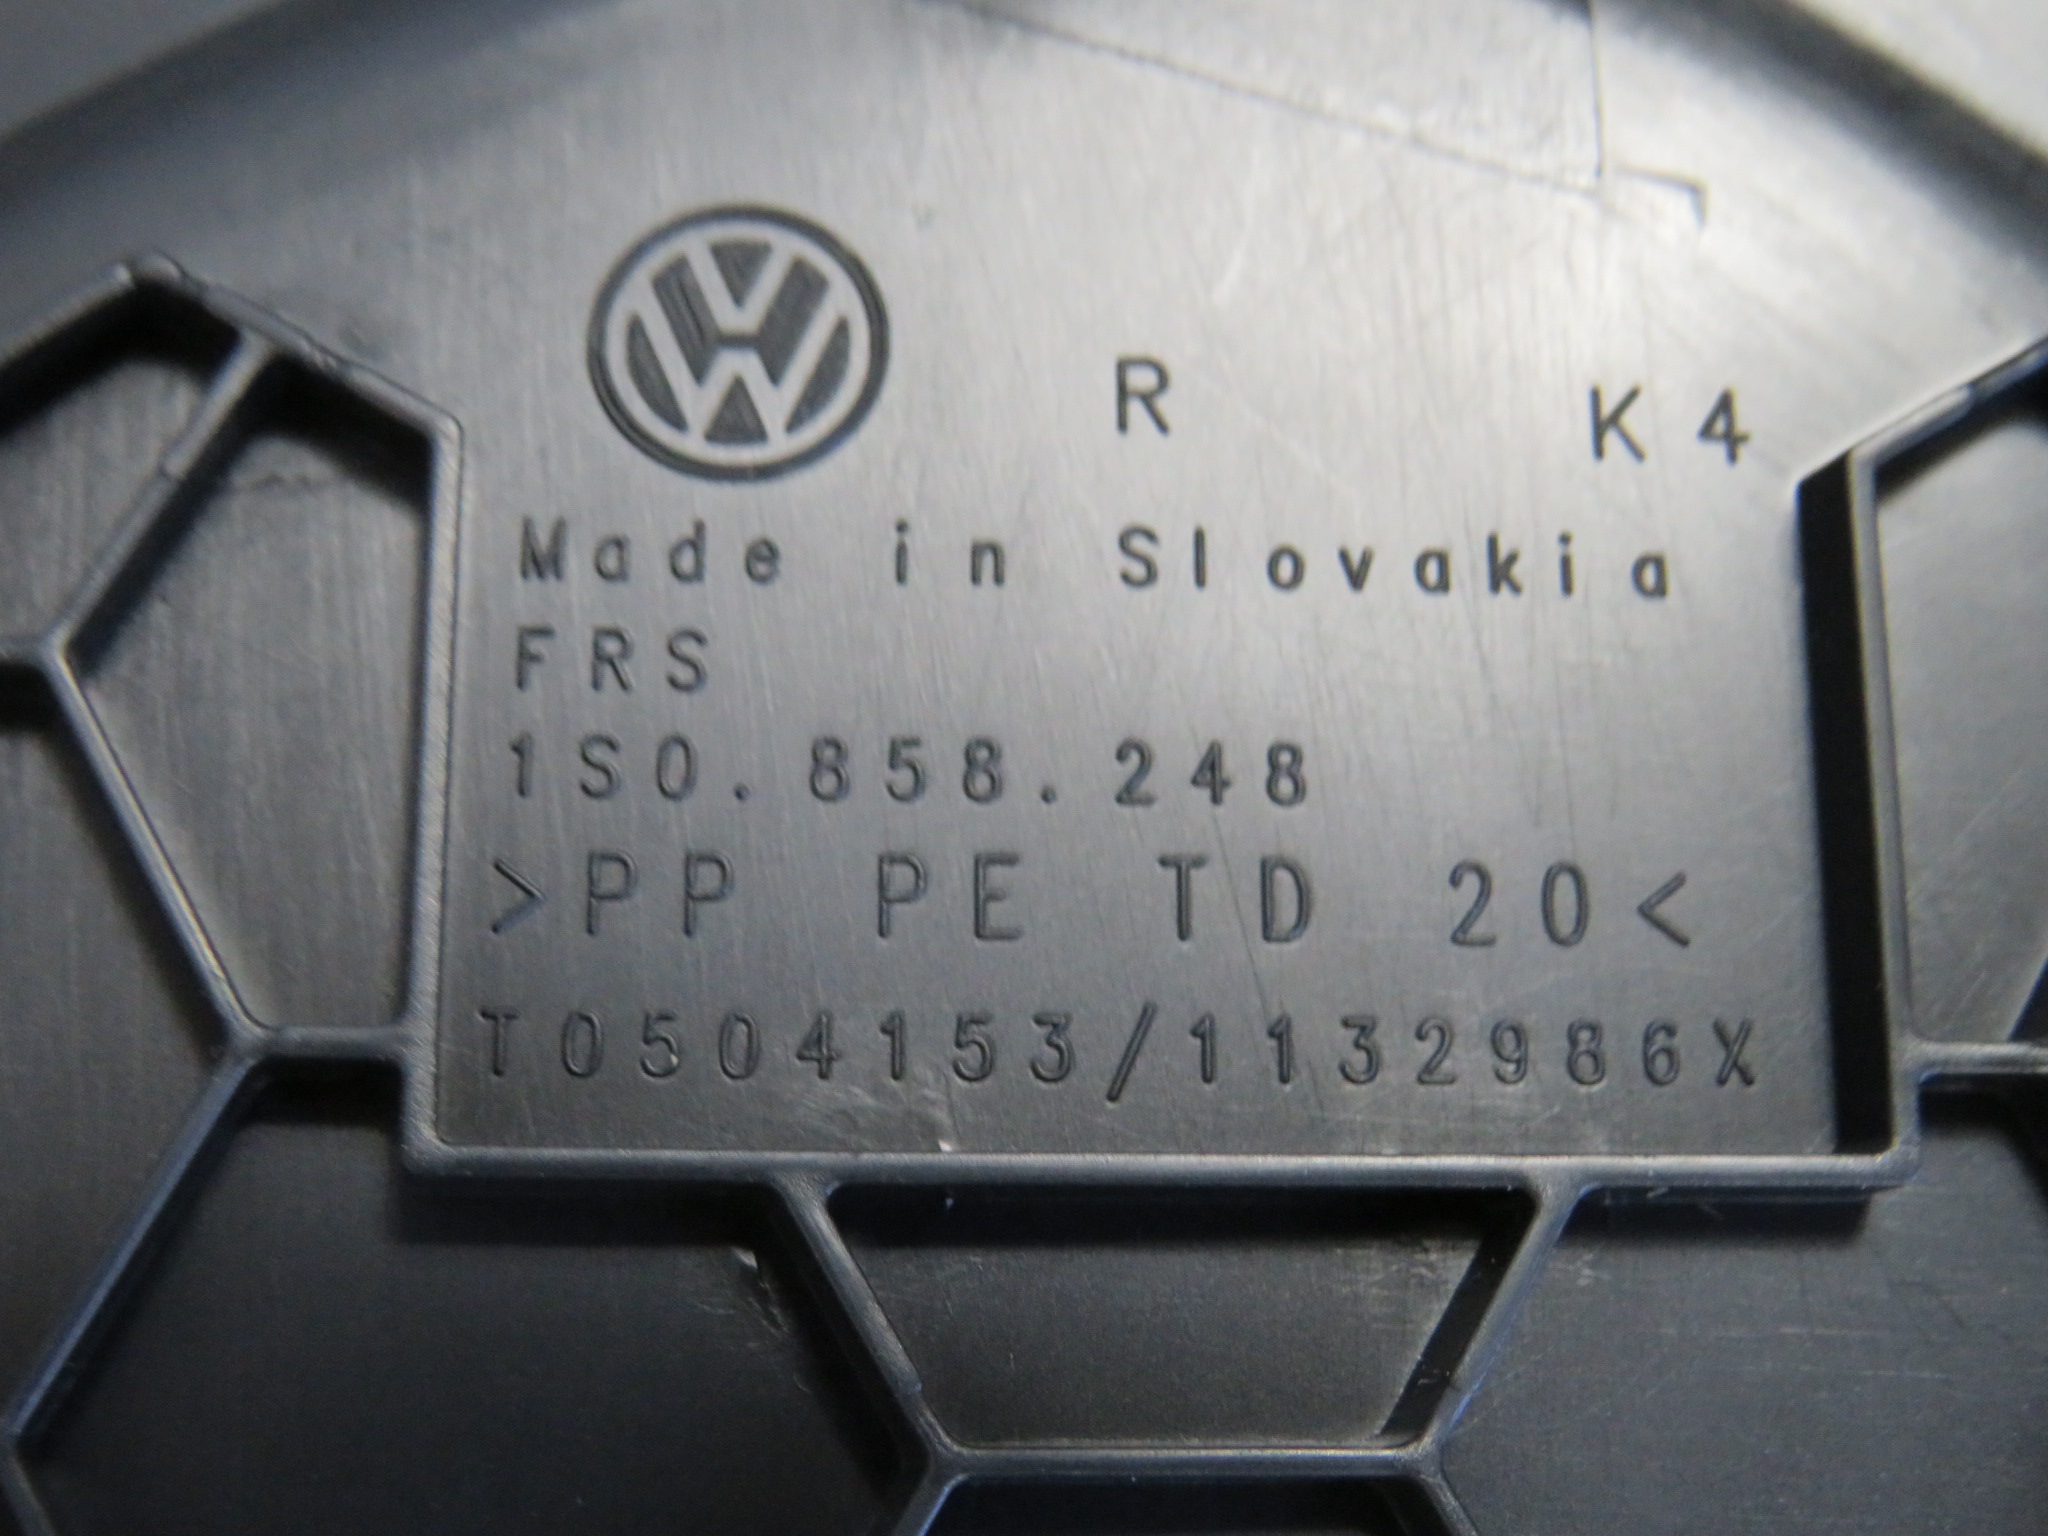 R K4
Made in Slovakia
FRS
1S0.858.248
>PP PE TD 20<
T0504153/1132986X